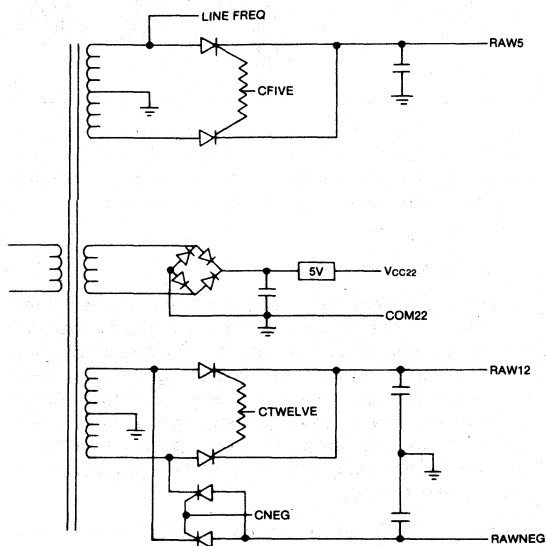 LINE FREQ
RAW5
CFIVE
5V
VCC22
COM22
RAW12
CTWELVE
CNEG
RAWNEG